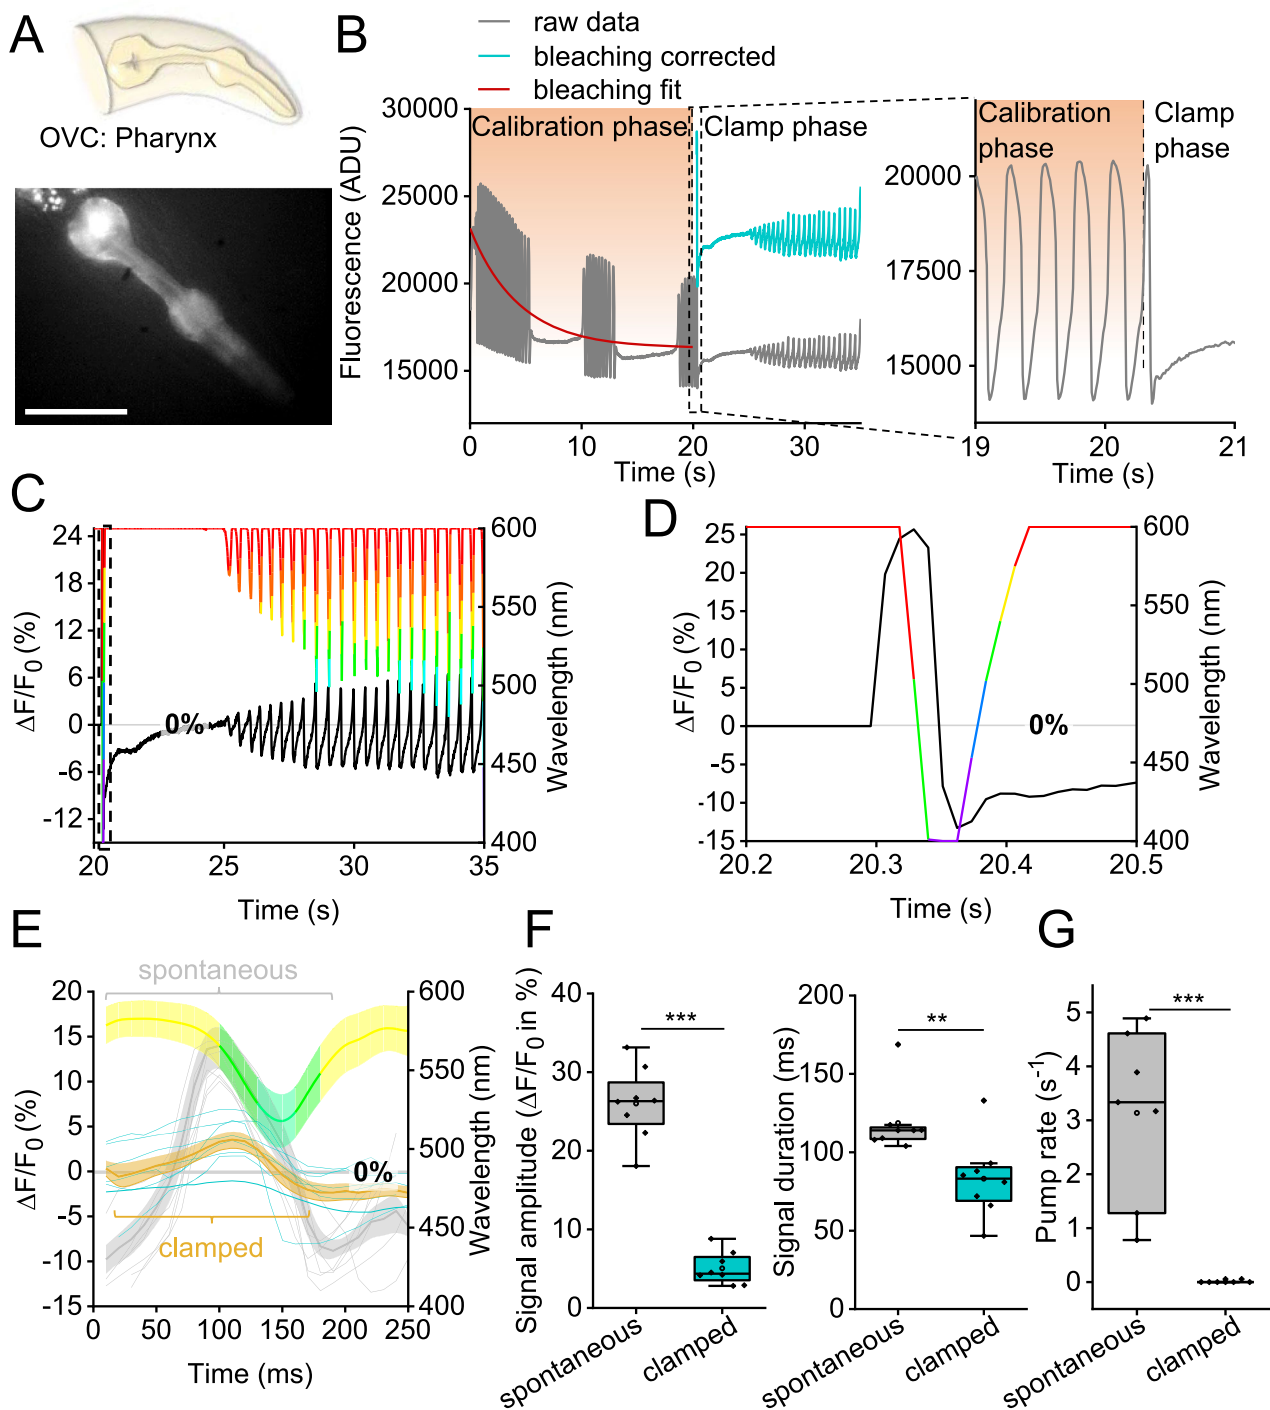 A
OVC: Pharynx
B
raw data
bleaching corrected
bleaching fit
Fluorescence (ADU)
30000
25000
20000
15000
Calibration phase
Clamp phase
0
10
20
30
Time (s)
Calibration
phase
Clamp
phase
20000
17500
15000
19
20
21
Time (s)
C
ΔF/F0 (%)
24
18
12
6
0
-6
-12
0%
600
550
500
450
400
Wavelength (nm)
20
25
30
35
Time (s)
D
ΔF/F0 (%)
25
20
15
10
5
0
-5
-10
-15
0%
600
550
500
450
400
Wavelength (nm)
20.2
20.3
20.4
20.5
Time (s)
E
spontaneous
ΔF/F0 (%)
20
15
10
5
0
-5
-10
-15
0%
clamped
600
550
500
450
400
Wavelength (nm)
0
50
100
150
200
250
Time (ms)
F
Signal amplitude (ΔF/F0 in %)
40
30
20
10
0
***
spontaneous
clamped
Signal duration (ms)
200
150
100
50
0
**
spontaneous
clamped
G
Pump rate (s-1)
5
4
3
2
1
0
***
spontaneous
clamped